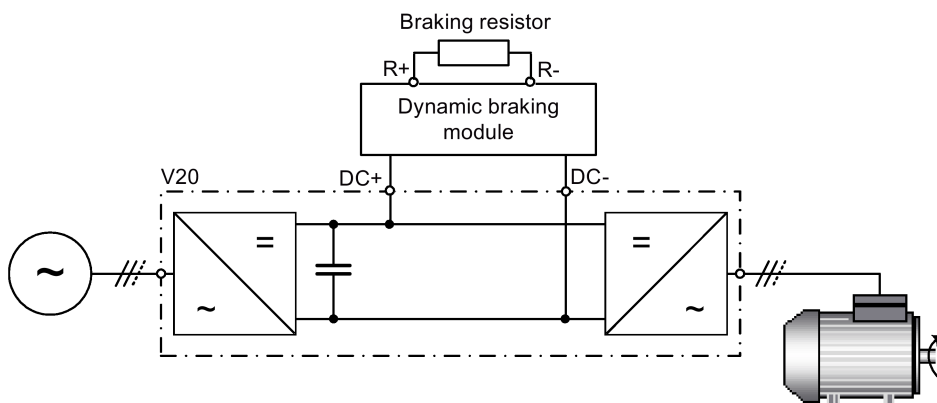 Braking resistor
R+ R-
Dynamic braking
module
V20 DC+ DC-
= =
~ ~ ~